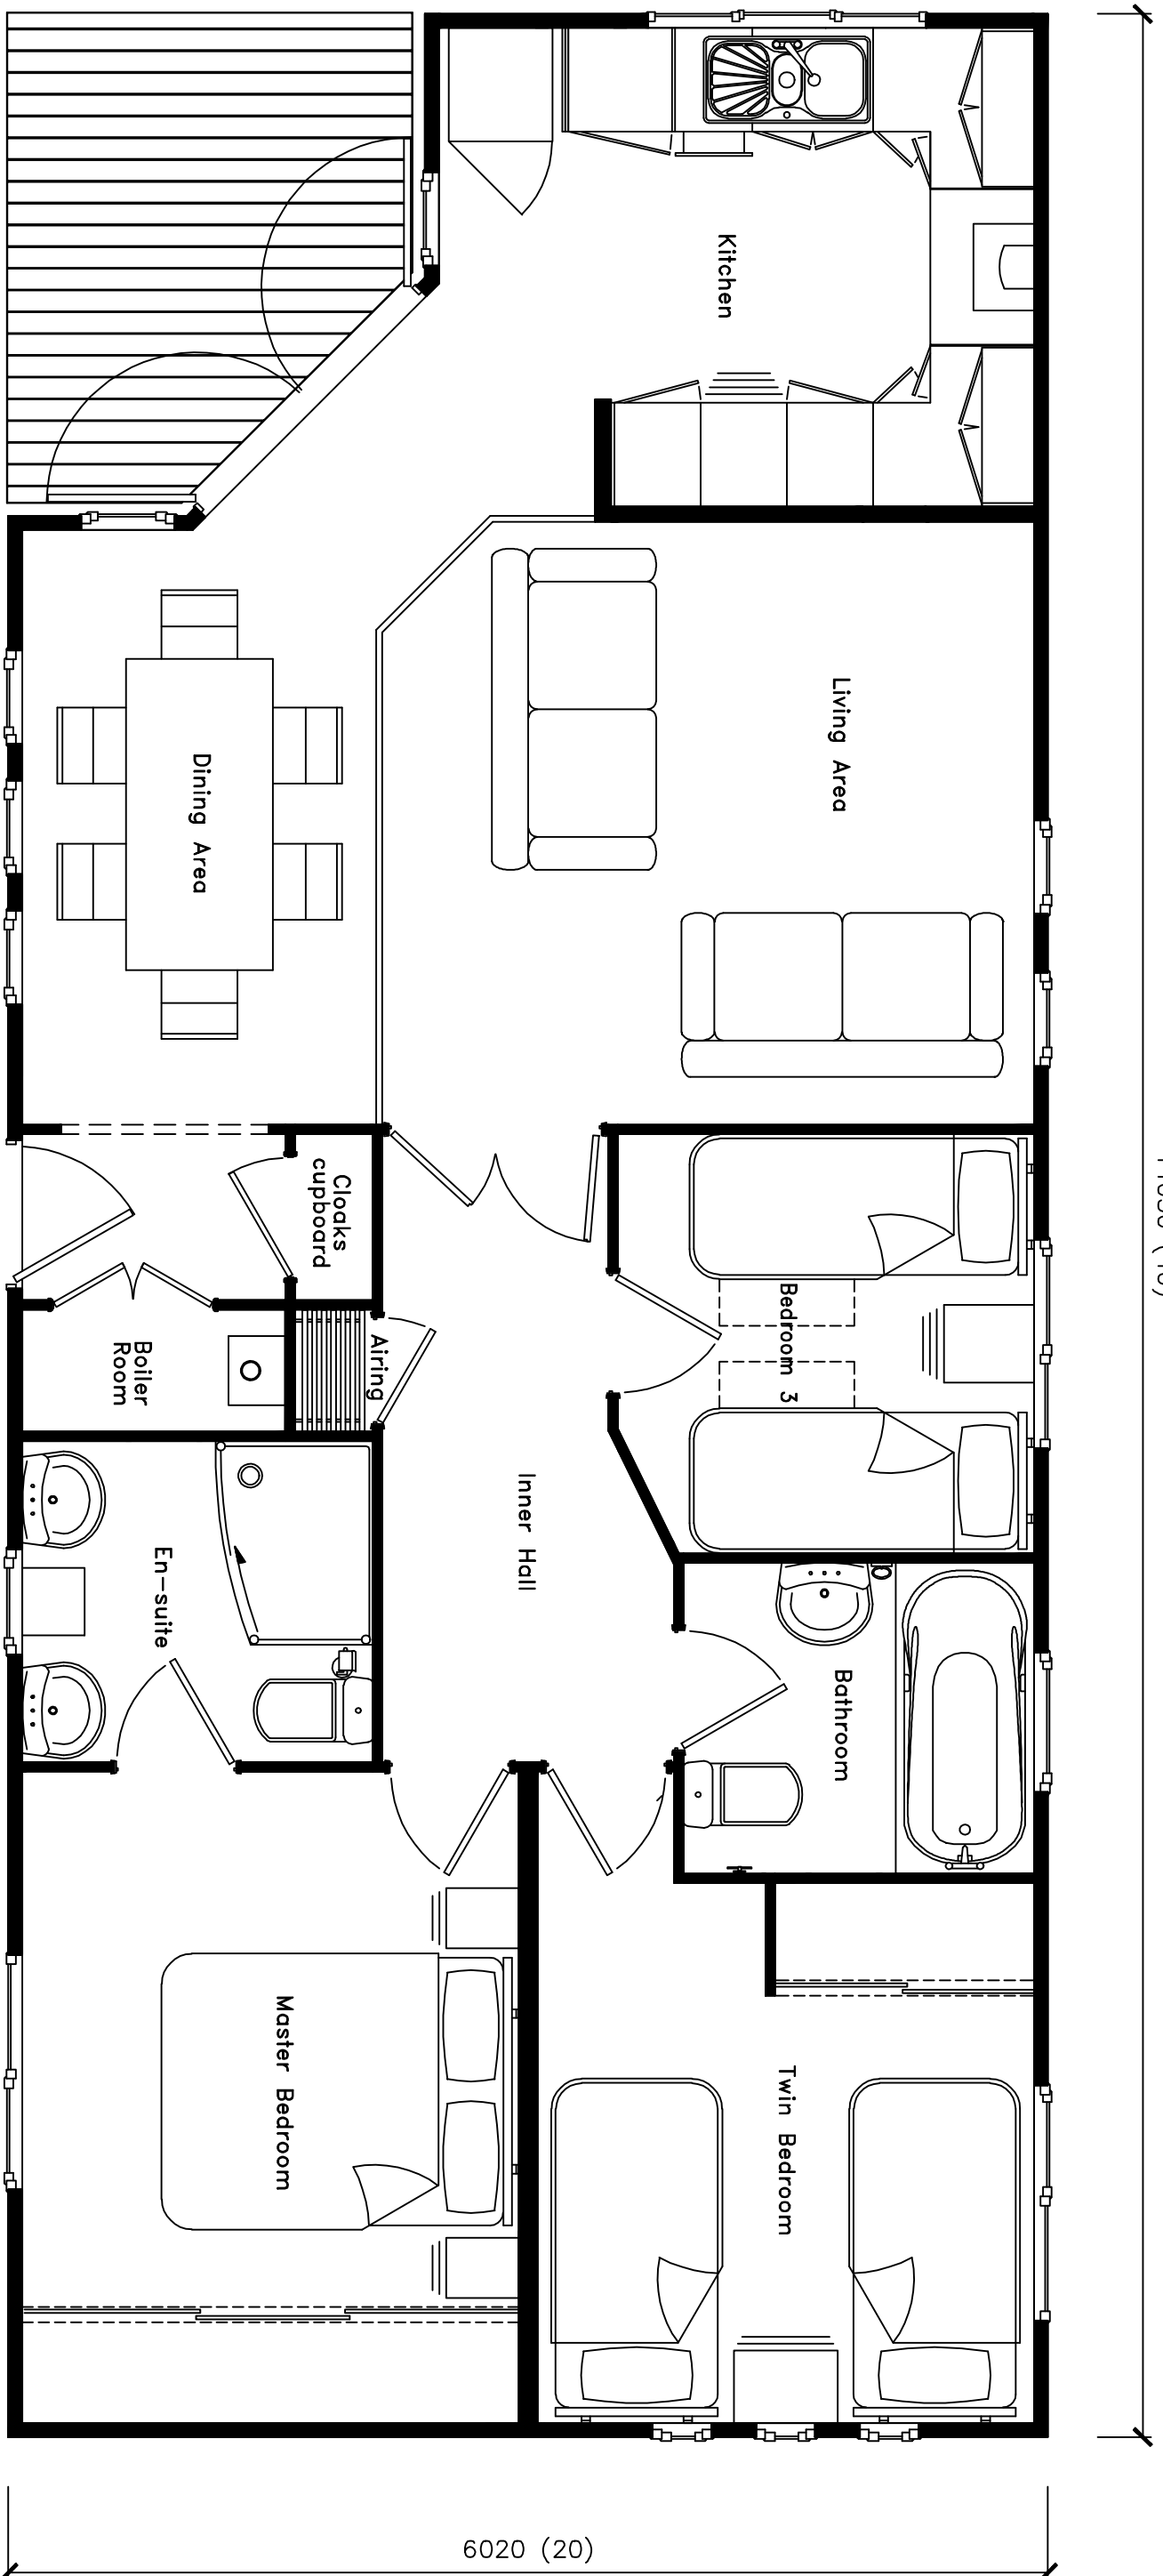 Kitchen
Living Area
Dining Area
Cloaks
cupboard
Bedroom 3
Boiler
Room
Airing
Inner Hall
En-suite
Bathroom
Master Bedroom
Twin Bedroom
6020 (20)